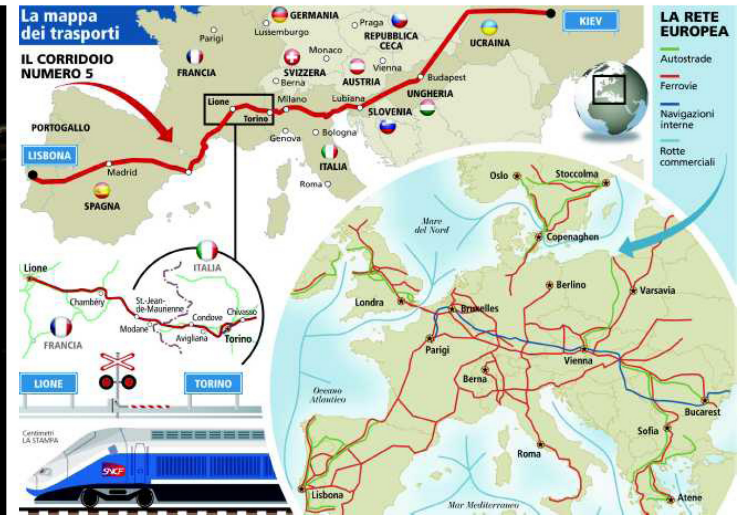 La mappa
dei trasporti
IL CORRIDOIO
NUMERO 5
GERMANIA
Lussemburgo
Parigi
Praga
REPUBBLICA
CECA
UCRAINA
KIEV
FRANCIA
Monaco
SVIZZERA
Berna
Vienna
AUSTRIA
Budapest
UNGHERIA
Lione
Torino
Milano
Lubiana
SLOVENIA
Genova
Bologna
ITALIA
Roma
PORTOGALLO
LISBONA
Madrid
SPAGNA
LA RETE
EUROPEA
Autostrade
Ferrovie
Navigazioni
interne
Rotte
commerciali
Lione
Chambéry
St.-Jean-
de-Maurienne
Modane
Avigliana
Condove
Chivasso
Torino
ITALIA
FRANCIA
LIONE
TORINO
Centimetri
LA STAMPA
SNCF
Oslo
Stoccolma
Mare
del Nord
Copenaghen
Londra
Bruxelles
Berlino
Varsavia
Parigi
Vienna
Berna
Oceano
Atlantico
Bucarest
Sofia
Roma
Lisbona
Atene
Mar Mediterraneo